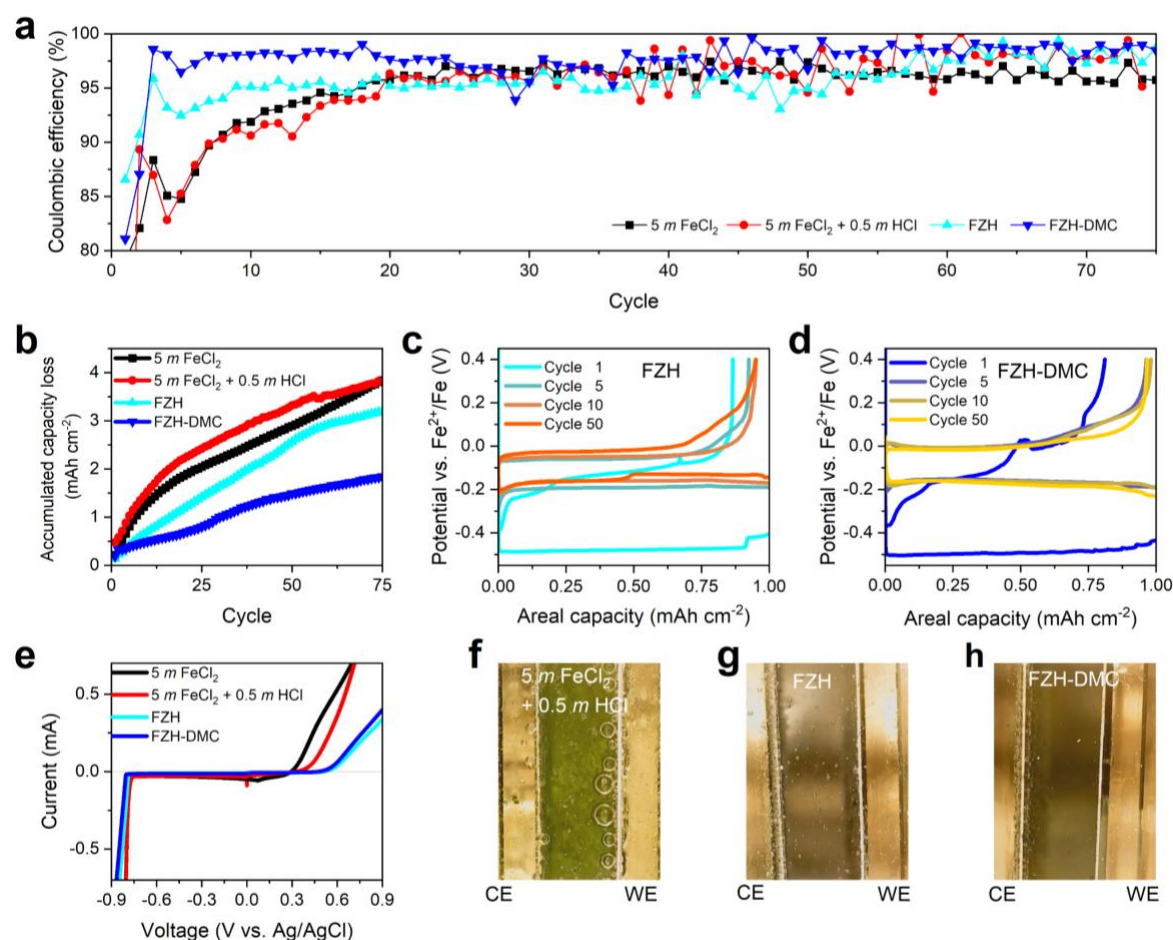 a
100
95
90
85
80
Coulombic efficiency (%)
5 m FeCl₂
5 m FeCl₂ + 0.5 m HCl
FZH
FZH-DMC
0 10 20 30 40 50 60 70
Cycle
b
Accumulated capacity loss
(mAh cm⁻²)
5 m FeCl₂
5 m FeCl₂ + 0.5 m HCl
FZH
FZH-DMC
4
3
2
1
0
0 25 50 75
Cycle
c
Potential vs. Fe²⁺/Fe (V)
0.4
0.2
0.0
-0.2
-0.4
Cycle 1
Cycle 5
Cycle 10
Cycle 50
FZH
0.00 0.25 0.50 0.75 1.00
Areal capacity (mAh cm⁻²)
d
Potential vs. Fe²⁺/Fe (V)
0.4
0.2
0.0
-0.2
-0.4
Cycle 1
Cycle 5
Cycle 10
Cycle 50
FZH-DMC
0.00 0.25 0.50 0.75 1.00
Areal capacity (mAh cm⁻²)
e
Current (mA)
5 m FeCl₂
5 m FeCl₂ + 0.5 m HCl
FZH
FZH-DMC
0.5
0.0
-0.5
-0.9 -0.6 -0.3 0.0 0.3 0.6 0.9
Voltage (V vs. Ag/AgCl)
f
5 m FeCl₂
+ 0.5 m HCl
CE WE
g
FZH
CE WE
h
FZH-DMC
CE WE